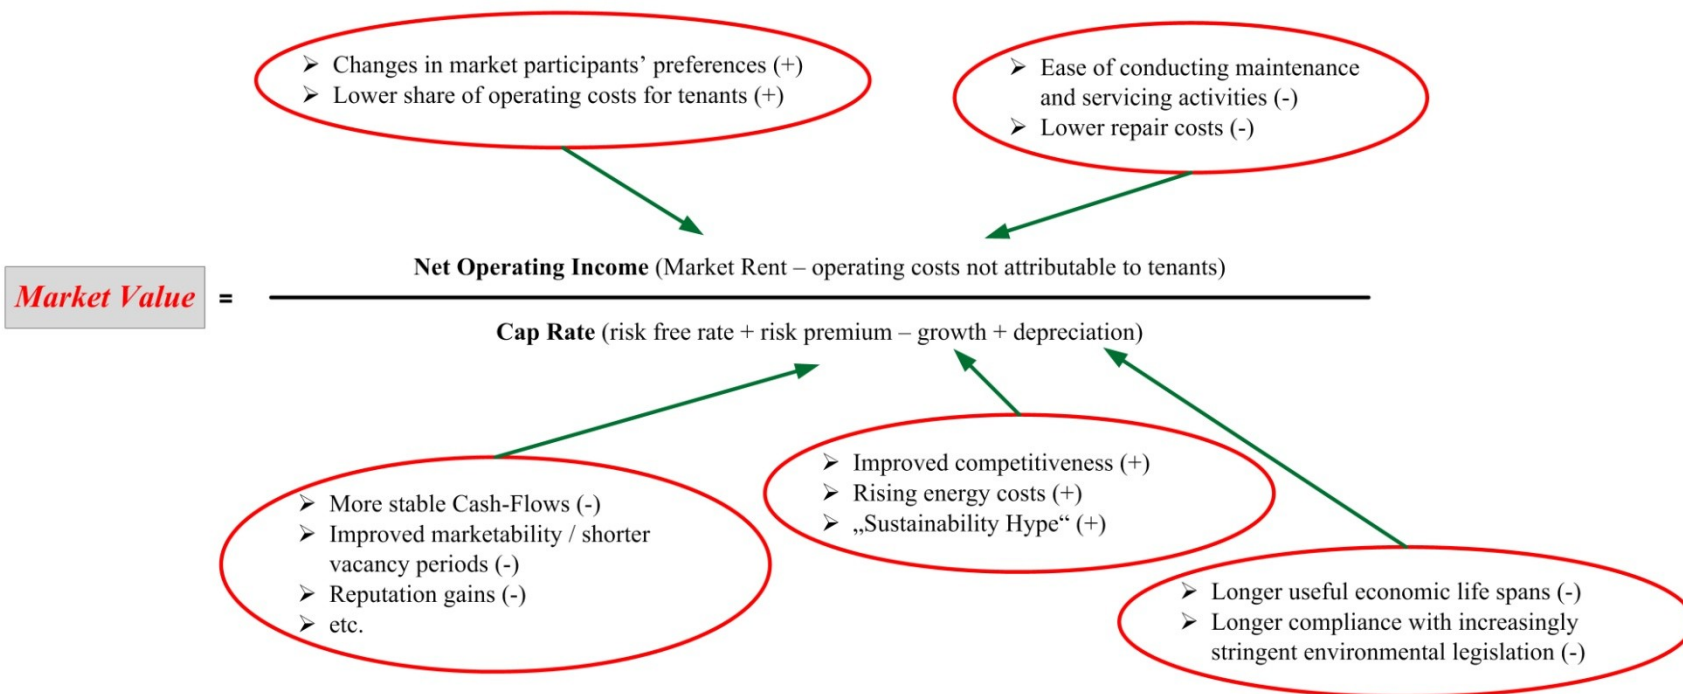 ➢ Changes in market participants’ preferences (+)
➢ Lower share of operating costs for tenants (+)
➢ Ease of conducting maintenance
and servicing activities (-)
➢ Lower repair costs (-)
Market Value =
Net Operating Income (Market Rent – operating costs not attributable to tenants)
Cap Rate (risk free rate + risk premium – growth + depreciation)
➢ More stable Cash-Flows (-)
➢ Improved marketability / shorter
vacancy periods (-)
➢ Reputation gains (-)
➢ etc.
➢ Improved competitiveness (+)
➢ Rising energy costs (+)
➢ „Sustainability Hype“ (+)
➢ Longer useful economic life spans (-)
➢ Longer compliance with increasingly
stringent environmental legislation (-)